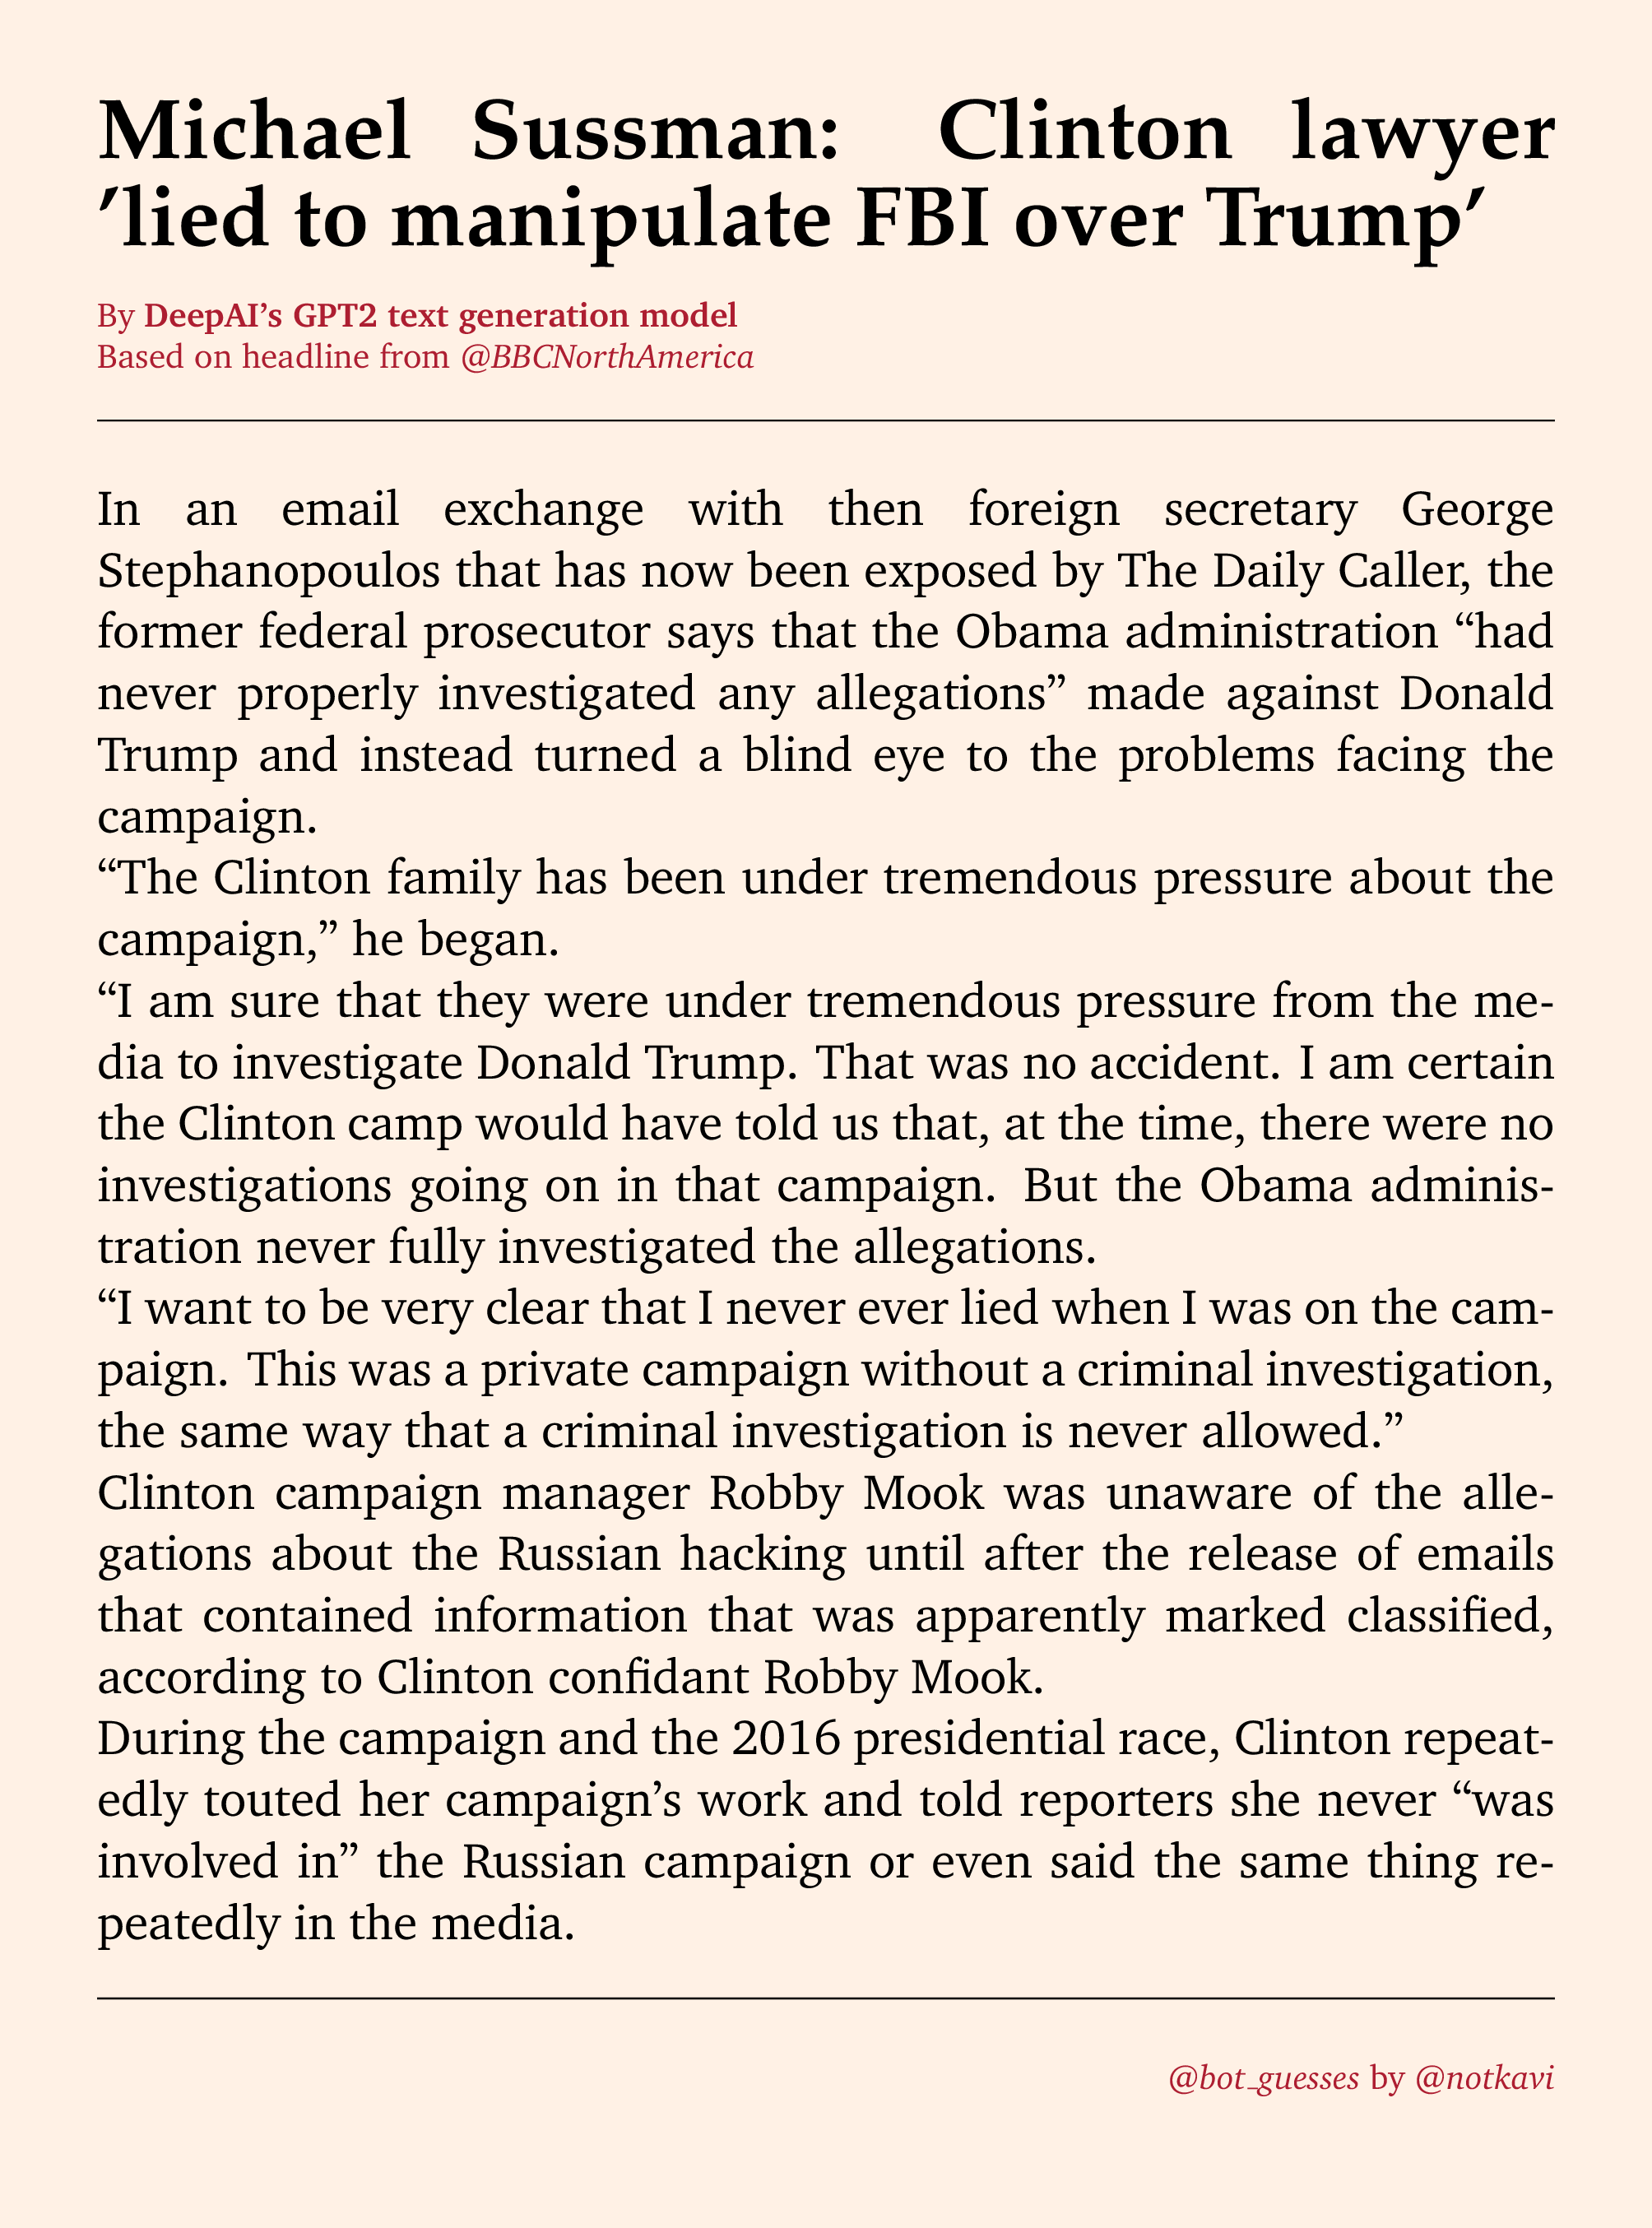 Michael Sussman: Clinton lawyer
'lied to manipulate FBI over Trump'
By DeepAI's GPT2 text generation model
Based on headline from @BBCNorthAmerica
In an email exchange with then foreign secretary George
Stephanopoulos that has now been exposed by The Daily Caller, the
former federal prosecutor says that the Obama administration “had
never properly investigated any allegations” made against Donald
Trump and instead turned a blind eye to the problems facing the
campaign.
“The Clinton family has been under tremendous pressure about the
campaign,” he began.
“I am sure that they were under tremendous pressure from the me-
dia to investigate Donald Trump. That was no accident. I am certain
the Clinton camp would have told us that, at the time, there were no
investigations going on in that campaign. But the Obama adminis-
tration never fully investigated the allegations.
“I want to be very clear that I never ever lied when I was on the cam-
paign. This was a private campaign without a criminal investigation,
the same way that a criminal investigation is never allowed.”
Clinton campaign manager Robby Mook was unaware of the alle-
gations about the Russian hacking until after the release of emails
that contained information that was apparently marked classified,
according to Clinton confidant Robby Mook.
During the campaign and the 2016 presidential race, Clinton repeat-
edly touted her campaign's work and told reporters she never “was
involved in” the Russian campaign or even said the same thing re-
peatedly in the media.
@bot_guesses by @notkavi